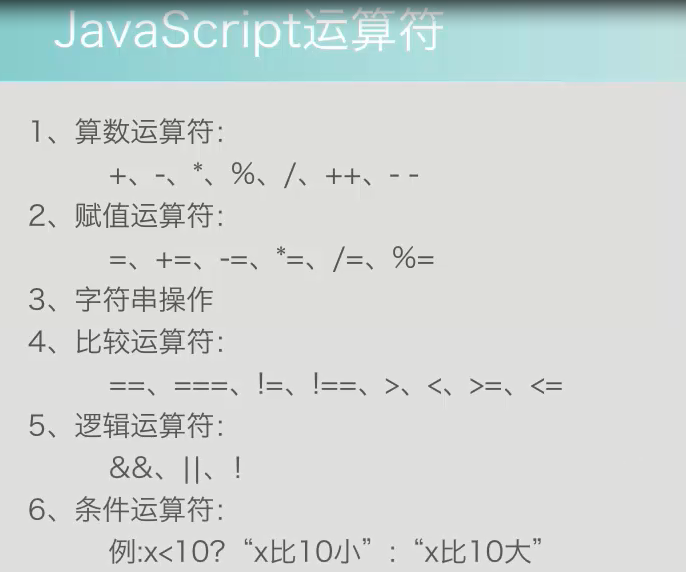 JavaScript运算符
1、算数运算符：
+、-、*、%、/、++、- -
2、赋值运算符：
=、+=、-=、*=、/=、%=
3、字符串操作
4、比较运算符：
==、===、!=、!==、>、<、>=、<=
5、逻辑运算符：
&&、||、!
6、条件运算符：
例:x<10?“x比10小”:“x比10大”